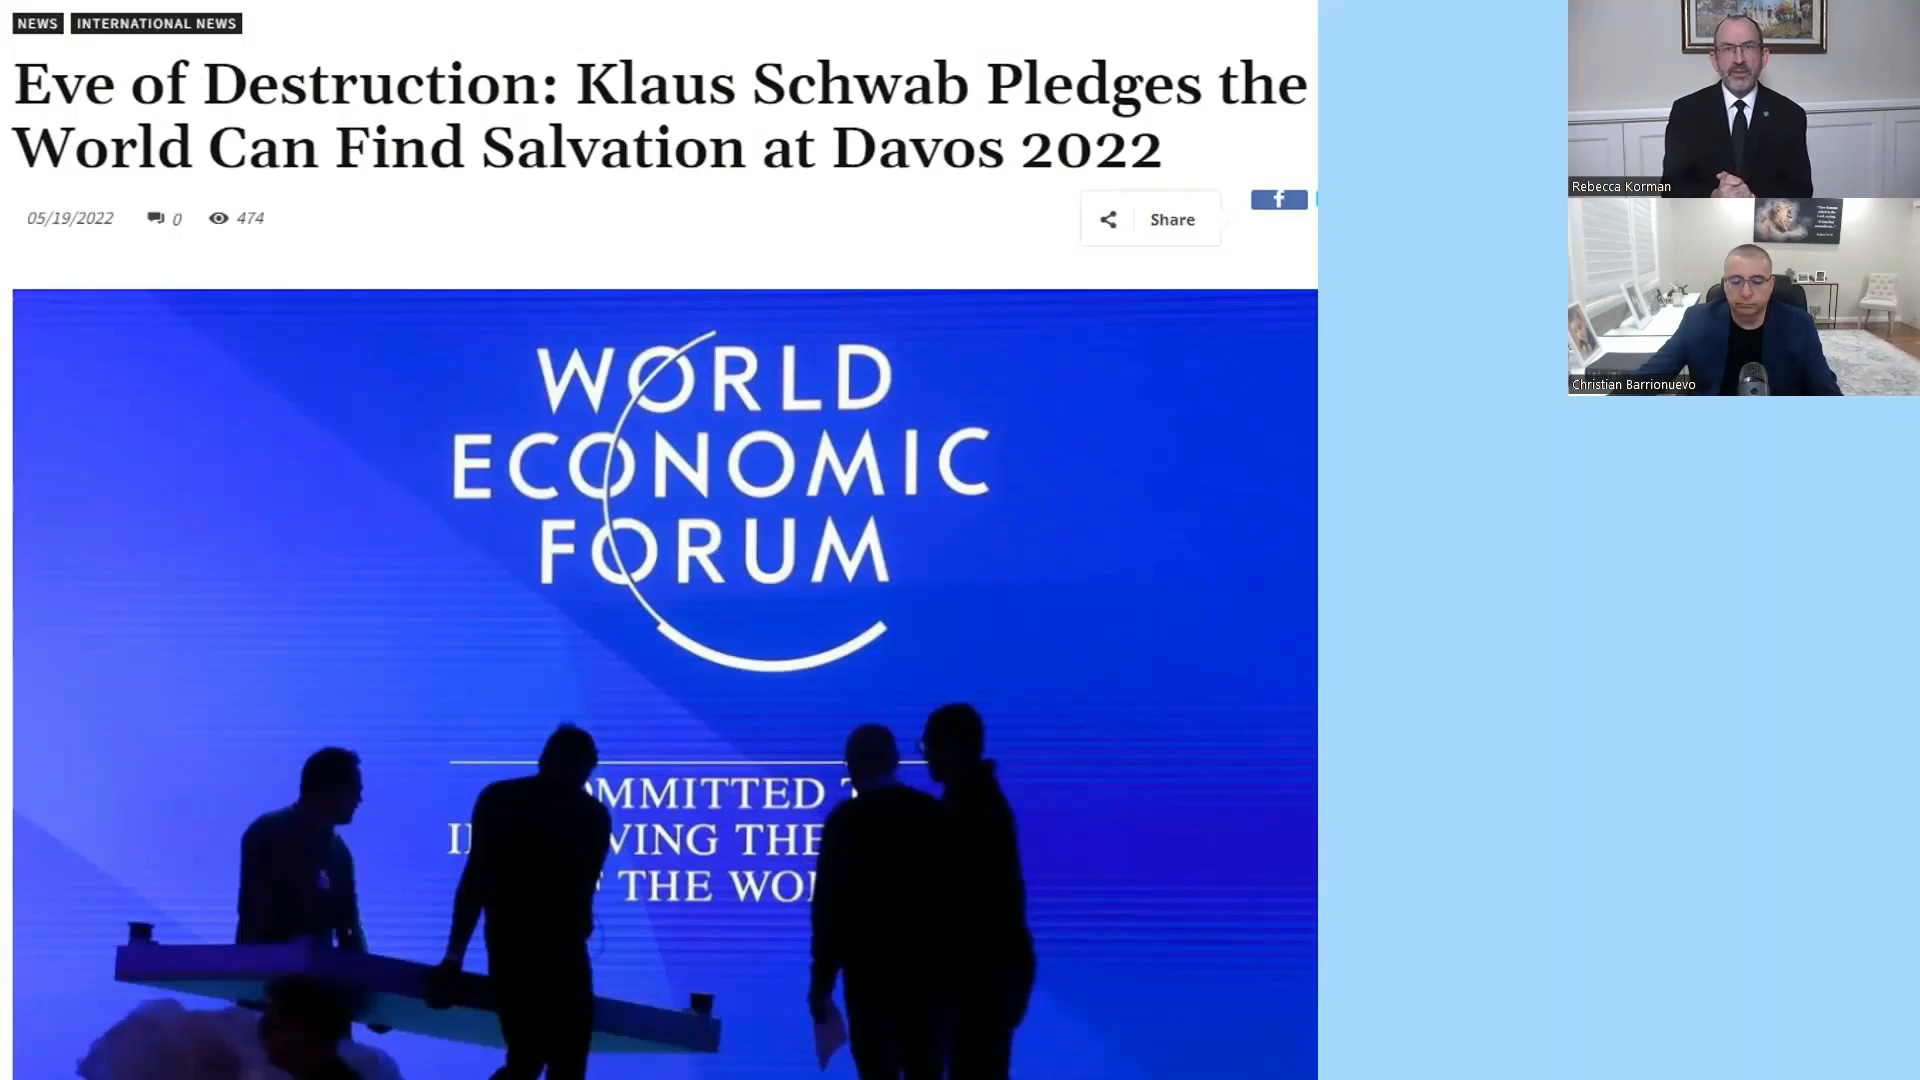 NEWS INTERNATIONAL NEWS
Eve of Destruction: Klaus Schwab Pledges the
World Can Find Salvation at Davos 2022
05/19/2022 0 474
Share
f
WORLD
ECONOMIC
FORUM
OMMITTED T
I VING THE
F THE WO
Rebecca Korman
Christian Barrionuevo